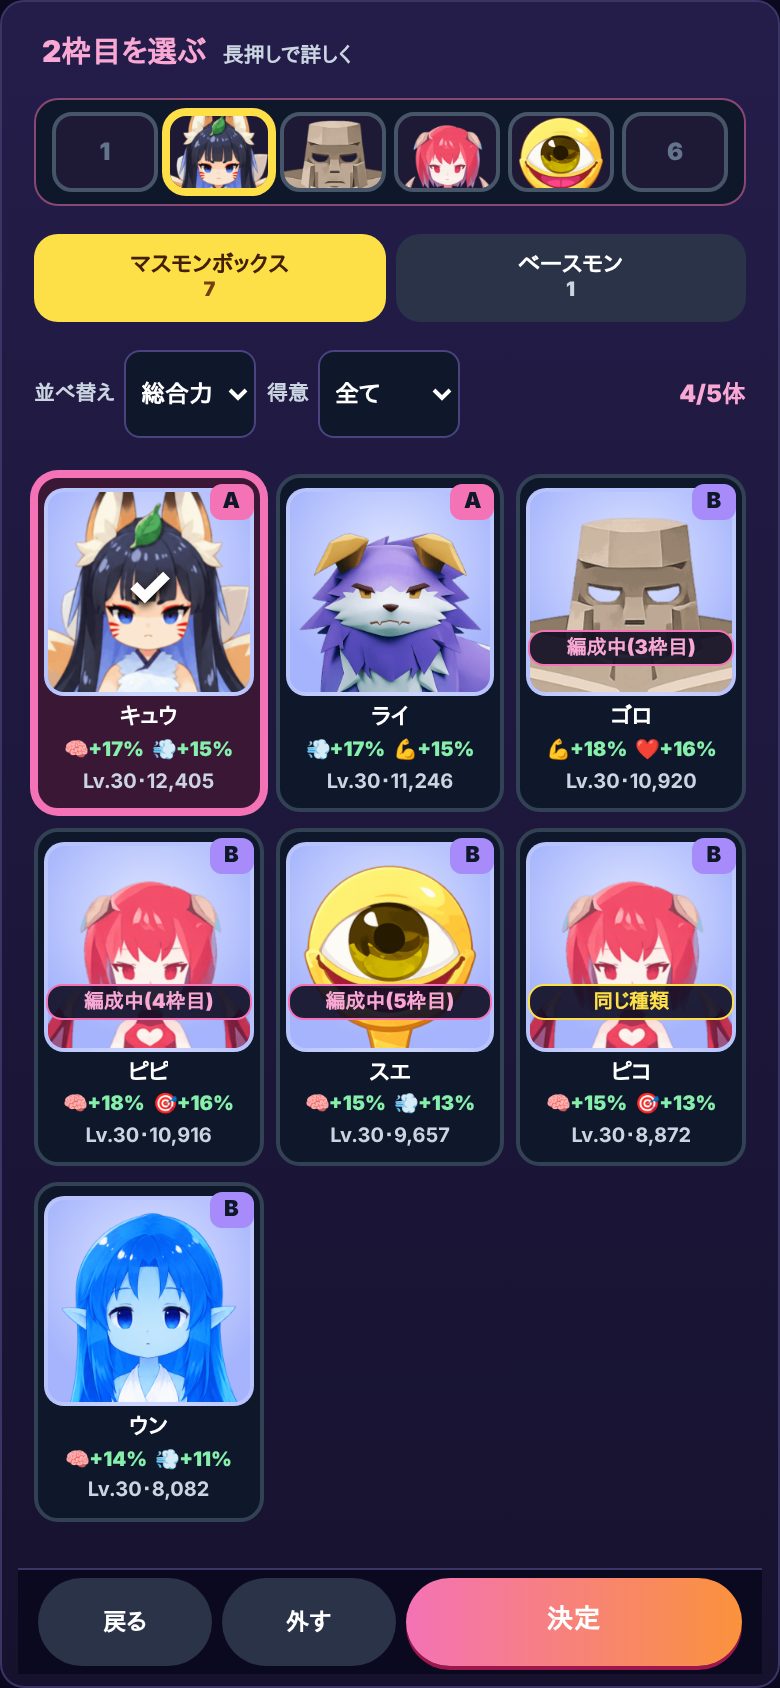 2枠目を選ぶ 長押しで詳しく
1 6
マスモンボックス
7
ベースモン
1
並べ替え 総合力 得意 全て 4/5体
A
キュウ
🧠+17% 💨+15%
Lv.30･12,405
A
ライ
💨+17% 💪+15%
Lv.30･11,246
B
編成中(3枠目)
ゴロ
💪+18% ❤️+16%
Lv.30･10,920
B
編成中(4枠目)
ピピ
🧠+18% 🎯+16%
Lv.30･10,916
B
編成中(5枠目)
スエ
🧠+15% 💨+13%
Lv.30･9,657
B
同じ種類
ピコ
🧠+15% 🎯+13%
Lv.30･8,872
B
ウン
🧠+14% 💨+11%
Lv.30･8,082
戻る 外す 決定